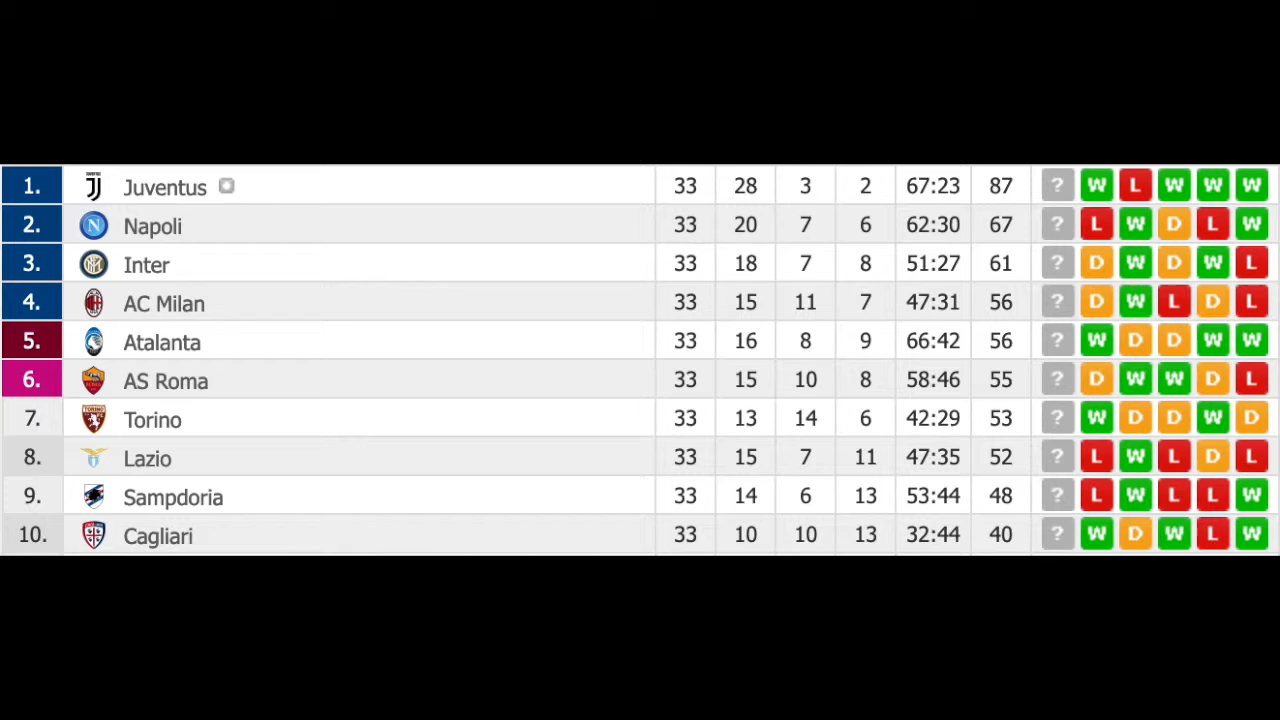 1. Juventus 33 28 3 2 67:23 87 ? W L W W W
2. Napoli 33 20 7 6 62:30 67 ? L W D L W
3. Inter 33 18 7 8 51:27 61 ? D W D W L
4. AC Milan 33 15 11 7 47:31 56 ? D W L D L
5. Atalanta 33 16 8 9 66:42 56 ? W D D W W
6. AS Roma 33 15 10 8 58:46 55 ? D W W D L
7. Torino 33 13 14 6 42:29 53 ? W D D W D
8. Lazio 33 15 7 11 47:35 52 ? L W L D L
9. Sampdoria 33 14 6 13 53:44 48 ? L W L L W
10. Cagliari 33 10 10 13 32:44 40 ? W D W L W